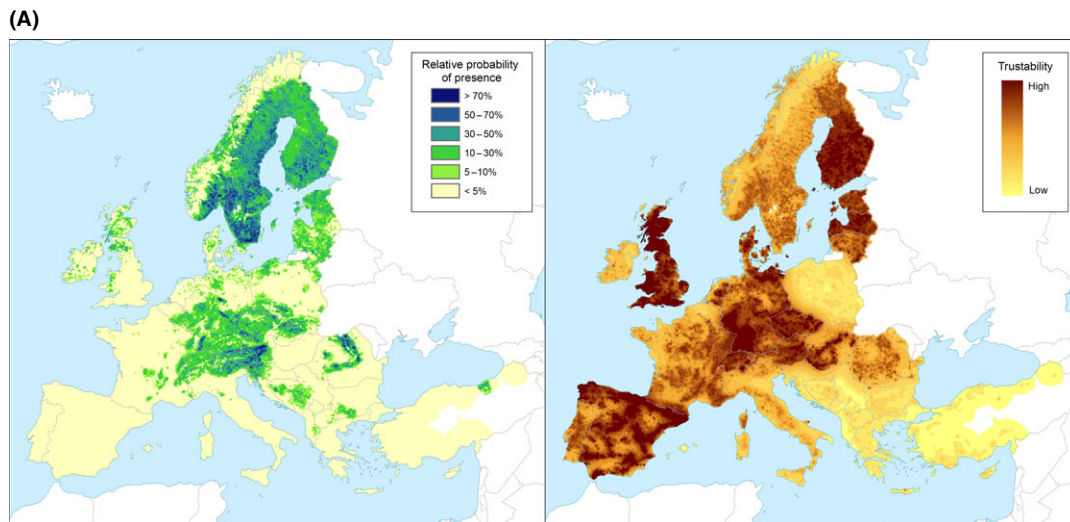 (A)
Relative probability
of presence
> 70%
50–70%
30–50%
10–30%
5–10%
< 5%
Trustability
High
Low